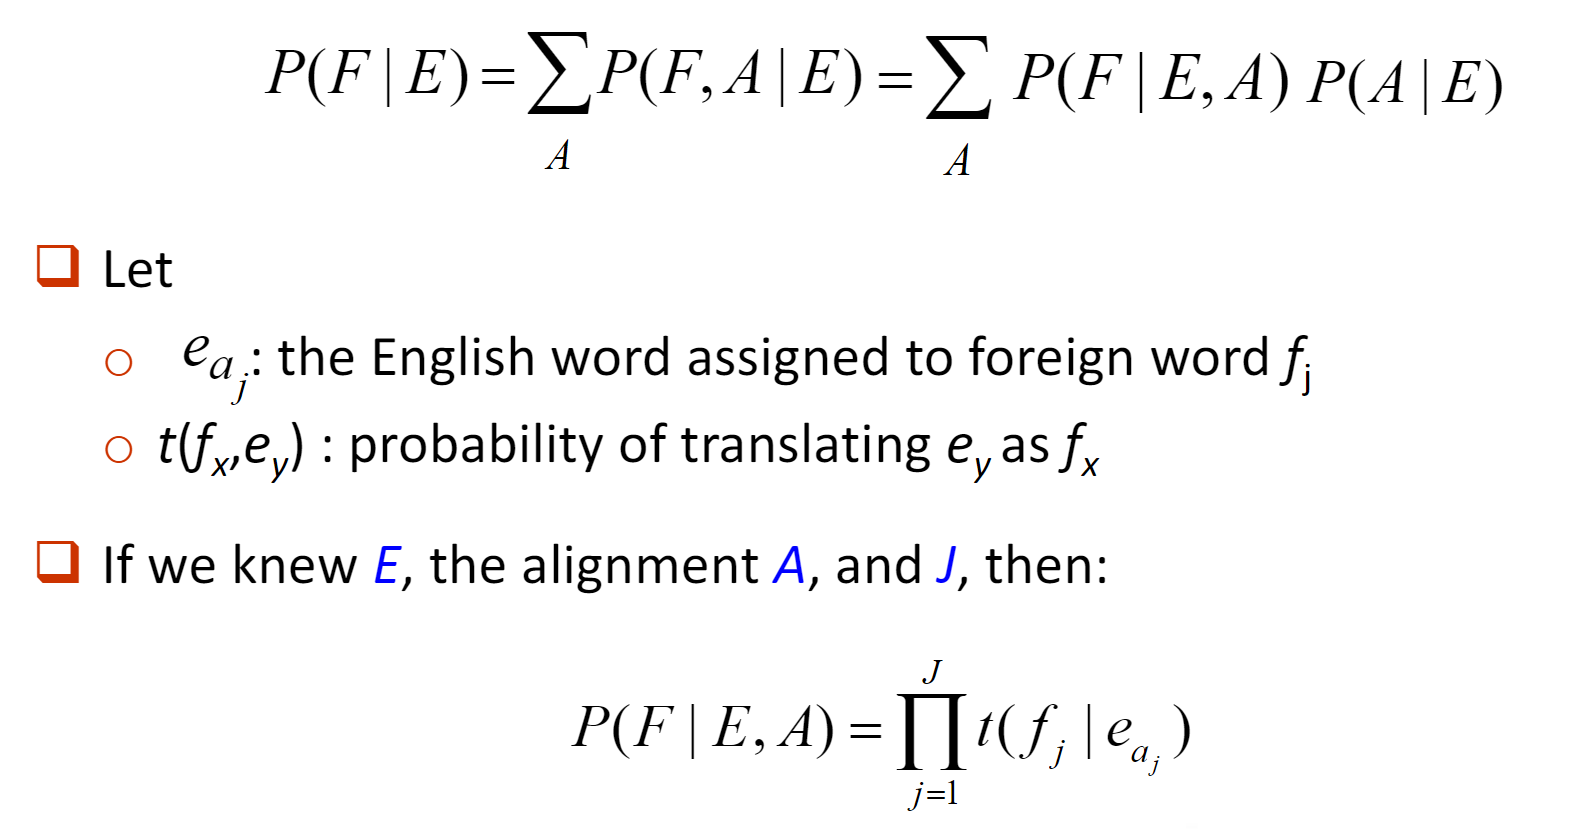 P(F | E) = ∑_A P(F, A | E) = ∑_A P(F | E, A) P(A | E)
❑ Let
○ e_{a_j}: the English word assigned to foreign word f_j
○ t(f_x,e_y) : probability of translating e_y as f_x
❑ If we knew E, the alignment A, and J, then:
P(F | E, A) = ∏_{j=1}^{J} t(f_j | e_{a_j})